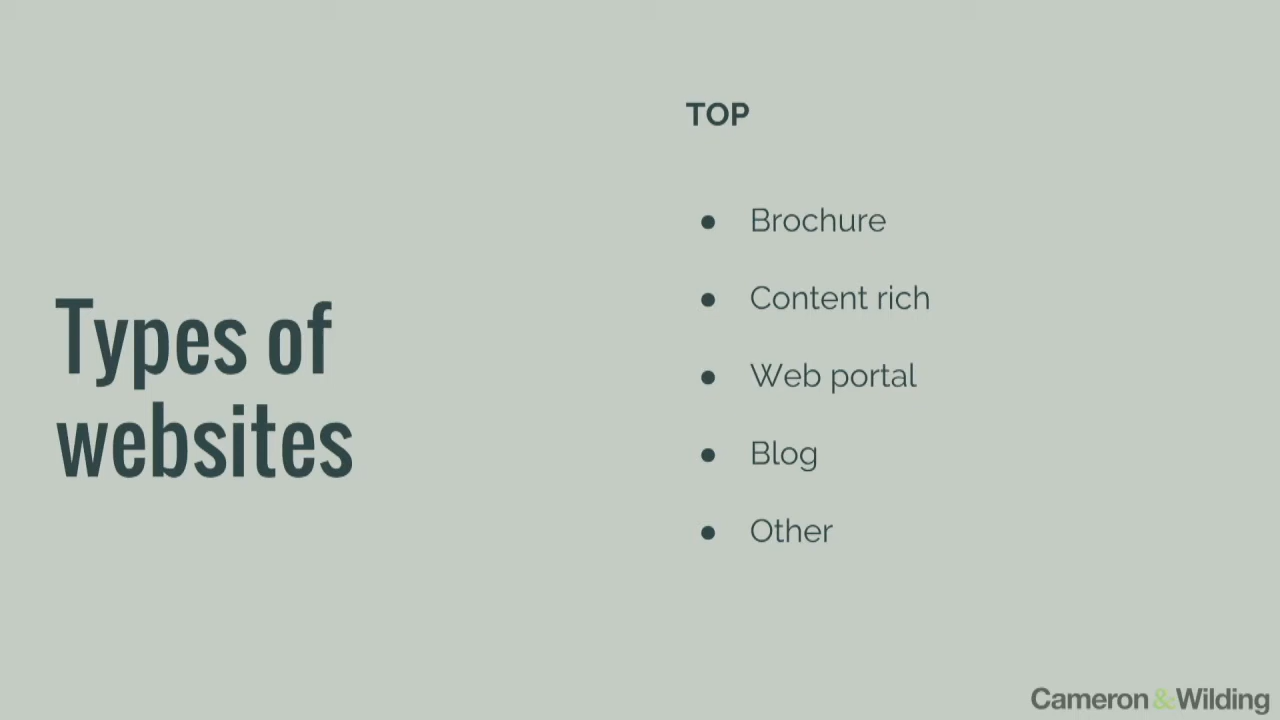 Types of
websites
TOP
● Brochure
● Content rich
● Web portal
● Blog
● Other
Cameron&Wilding